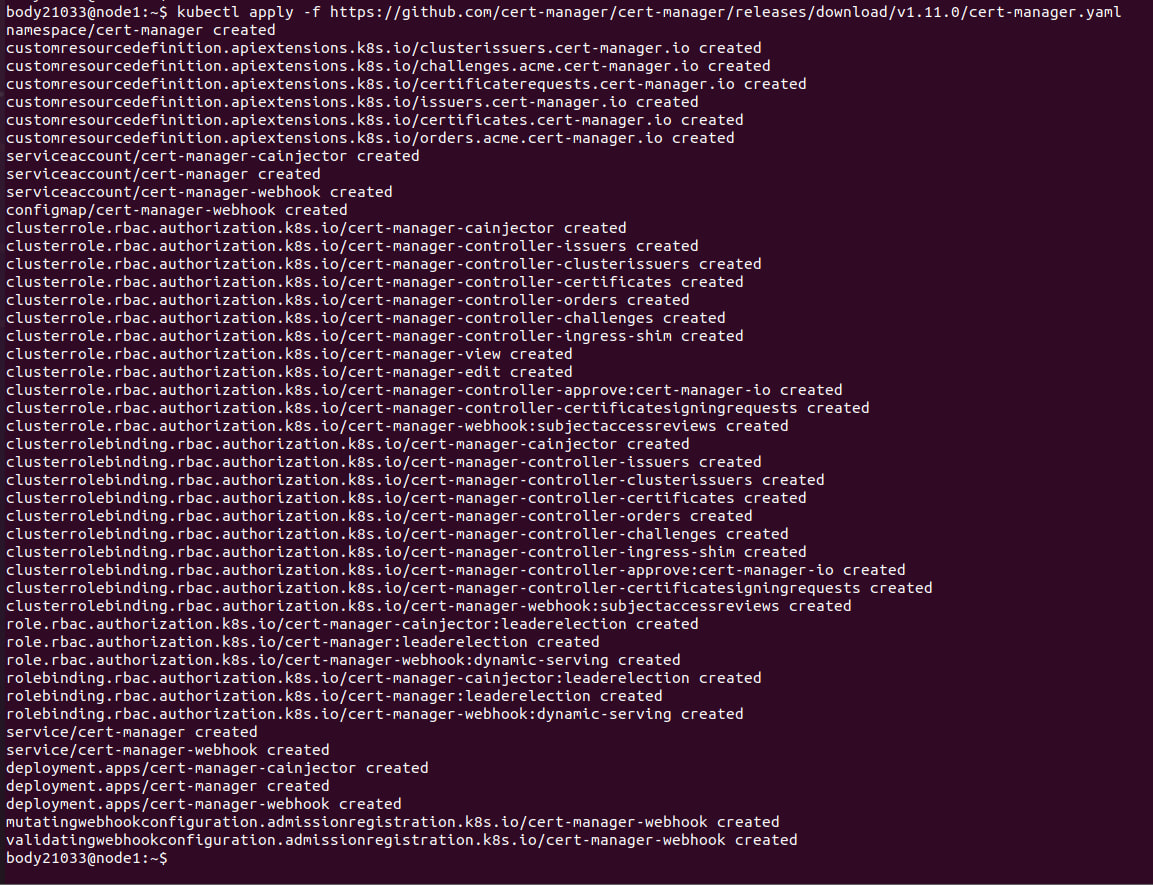 body21033@node1:~$ kubectl apply -f https://github.com/cert-manager/cert-manager/releases/download/v1.11.0/cert-manager.yaml
namespace/cert-manager created
customresourcedefinition.apiextensions.k8s.io/clusterissuers.cert-manager.io created
customresourcedefinition.apiextensions.k8s.io/challenges.acme.cert-manager.io created
customresourcedefinition.apiextensions.k8s.io/certificaterequests.cert-manager.io created
customresourcedefinition.apiextensions.k8s.io/issuers.cert-manager.io created
customresourcedefinition.apiextensions.k8s.io/certificates.cert-manager.io created
customresourcedefinition.apiextensions.k8s.io/orders.acme.cert-manager.io created
serviceaccount/cert-manager-cainjector created
serviceaccount/cert-manager created
serviceaccount/cert-manager-webhook created
configmap/cert-manager-webhook created
clusterrole.rbac.authorization.k8s.io/cert-manager-cainjector created
clusterrole.rbac.authorization.k8s.io/cert-manager-controller-issuers created
clusterrole.rbac.authorization.k8s.io/cert-manager-controller-clusterissuers created
clusterrole.rbac.authorization.k8s.io/cert-manager-controller-certificates created
clusterrole.rbac.authorization.k8s.io/cert-manager-controller-orders created
clusterrole.rbac.authorization.k8s.io/cert-manager-controller-challenges created
clusterrole.rbac.authorization.k8s.io/cert-manager-controller-ingress-shim created
clusterrole.rbac.authorization.k8s.io/cert-manager-view created
clusterrole.rbac.authorization.k8s.io/cert-manager-edit created
clusterrole.rbac.authorization.k8s.io/cert-manager-controller-approve:cert-manager-io created
clusterrole.rbac.authorization.k8s.io/cert-manager-controller-certificatesigningrequests created
clusterrole.rbac.authorization.k8s.io/cert-manager-webhook:subjectaccessreviews created
clusterrolebinding.rbac.authorization.k8s.io/cert-manager-cainjector created
clusterrolebinding.rbac.authorization.k8s.io/cert-manager-controller-issuers created
clusterrolebinding.rbac.authorization.k8s.io/cert-manager-controller-clusterissuers created
clusterrolebinding.rbac.authorization.k8s.io/cert-manager-controller-certificates created
clusterrolebinding.rbac.authorization.k8s.io/cert-manager-controller-orders created
clusterrolebinding.rbac.authorization.k8s.io/cert-manager-controller-challenges created
clusterrolebinding.rbac.authorization.k8s.io/cert-manager-controller-ingress-shim created
clusterrolebinding.rbac.authorization.k8s.io/cert-manager-controller-approve:cert-manager-io created
clusterrolebinding.rbac.authorization.k8s.io/cert-manager-controller-certificatesigningrequests created
clusterrolebinding.rbac.authorization.k8s.io/cert-manager-webhook:subjectaccessreviews created
role.rbac.authorization.k8s.io/cert-manager-cainjector:leaderelection created
role.rbac.authorization.k8s.io/cert-manager:leaderelection created
role.rbac.authorization.k8s.io/cert-manager-webhook:dynamic-serving created
rolebinding.rbac.authorization.k8s.io/cert-manager-cainjector:leaderelection created
rolebinding.rbac.authorization.k8s.io/cert-manager:leaderelection created
rolebinding.rbac.authorization.k8s.io/cert-manager-webhook:dynamic-serving created
service/cert-manager created
service/cert-manager-webhook created
deployment.apps/cert-manager-cainjector created
deployment.apps/cert-manager created
deployment.apps/cert-manager-webhook created
mutatingwebhookconfiguration.admissionregistration.k8s.io/cert-manager-webhook created
validatingwebhookconfiguration.admissionregistration.k8s.io/cert-manager-webhook created
body21033@node1:~$